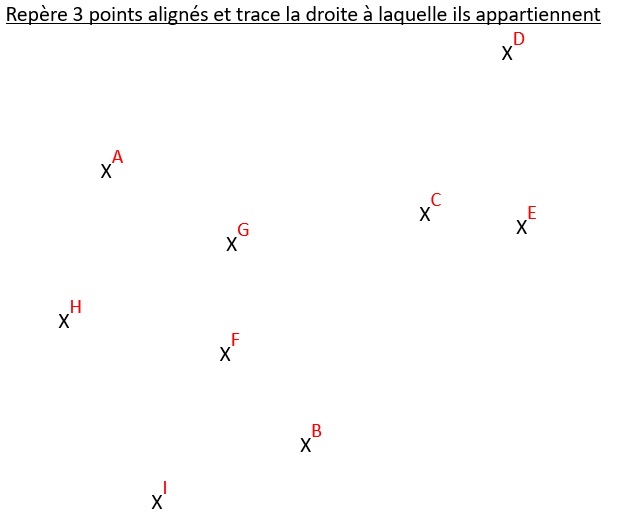 Repère 3 points alignés et trace la droite à laquelle ils appartiennent
X D
X A
X C
X E
X G
X H
X F
X B
X I